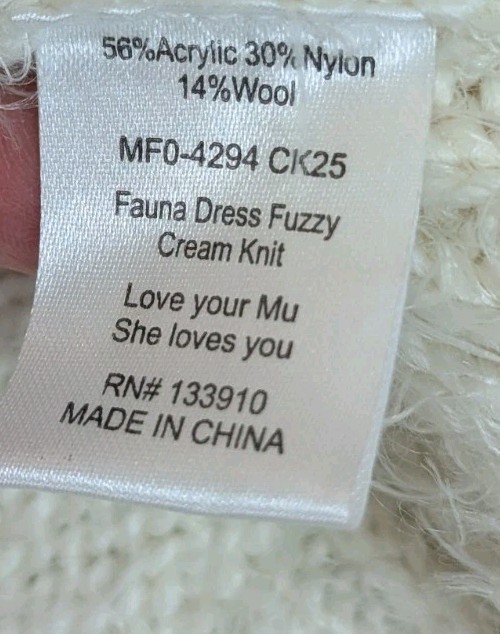 56%Acrylic 30% Nylon
14%Wool
MF0-4294 CK25
Fauna Dress Fuzzy
Cream Knit
Love your Mu
She loves you
RN# 133910
MADE IN CHINA